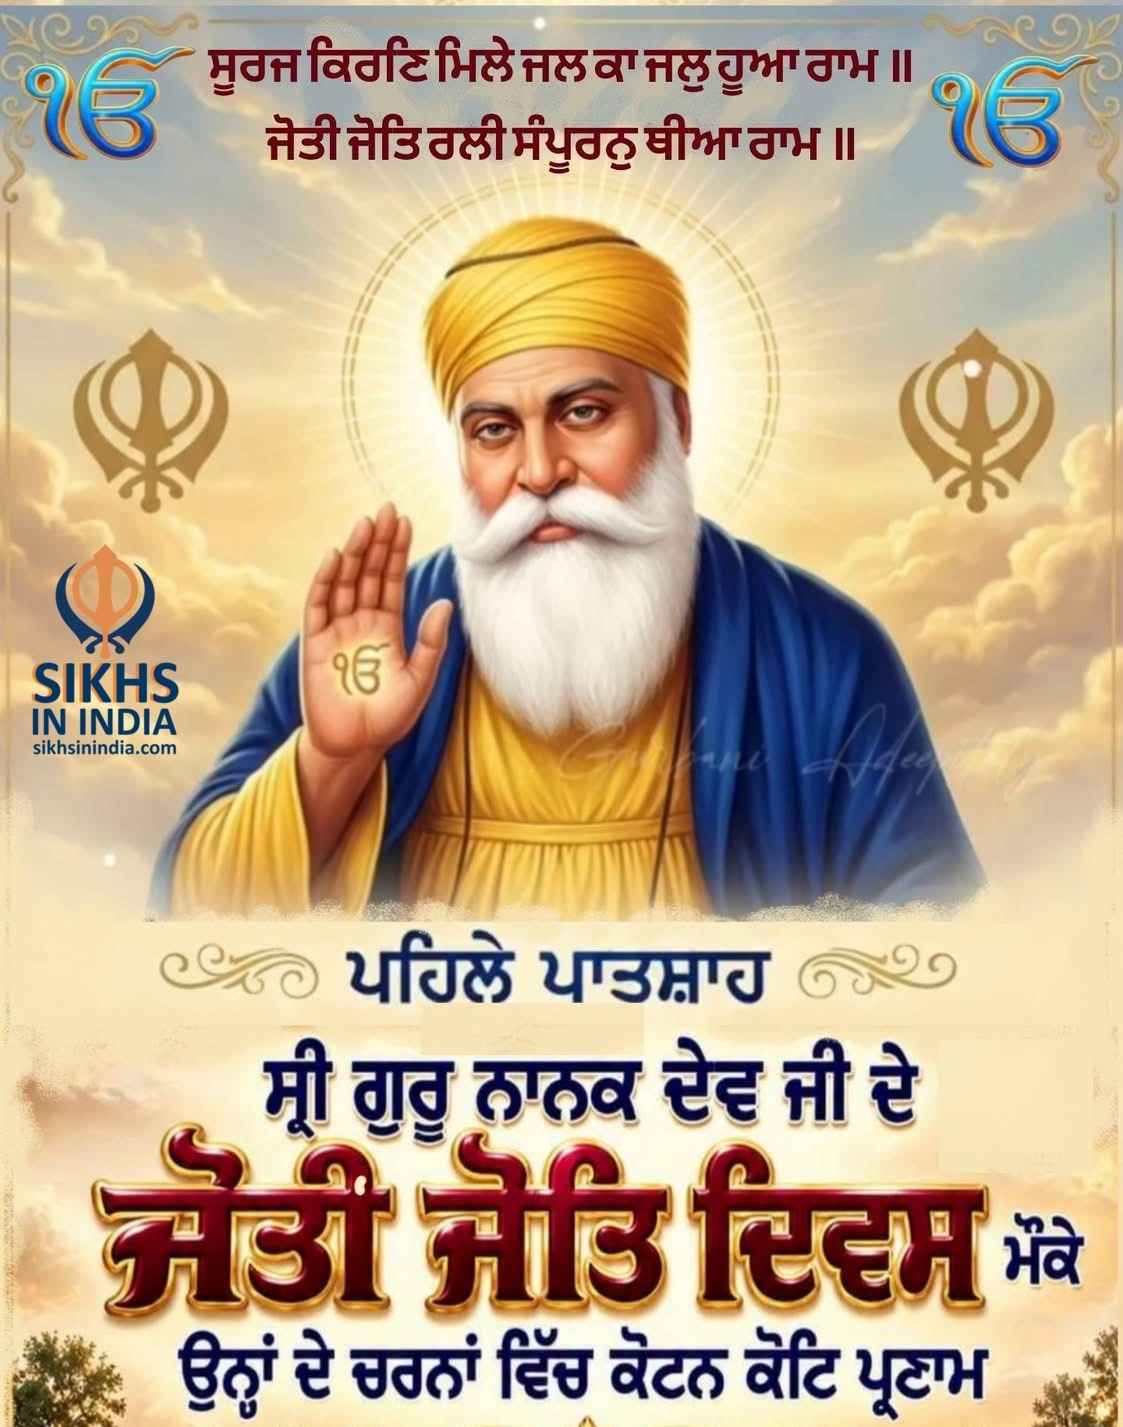 ੴ ਸੂਰਜ ਕਿਰਣਿ ਮਿਲੇ ਜਲ ਕਾ ਜਲੁ ਹੂਆ ਰਾਮ ॥ ੴ
ਜੋਤੀ ਜੋਤਿ ਰਲੀ ਸੰਪੂਰਨੁ ਥੀਆ ਰਾਮ ॥
ੴ
SIKHS
IN INDIA
sikhsinindia.com
ਪਹਿਲੇ ਪਾਤਸ਼ਾਹ
ਸ੍ਰੀ ਗੁਰੂ ਨਾਨਕ ਦੇਵ ਜੀ ਦੇ
ਜੋਤੀ ਜੋਤਿ ਦਿਵਸ ਮੌਕੇ
ਉਨ੍ਹਾਂ ਦੇ ਚਰਨਾਂ ਵਿੱਚ ਕੋਟਨ ਕੋਟਿ ਪ੍ਰਣਾਮ